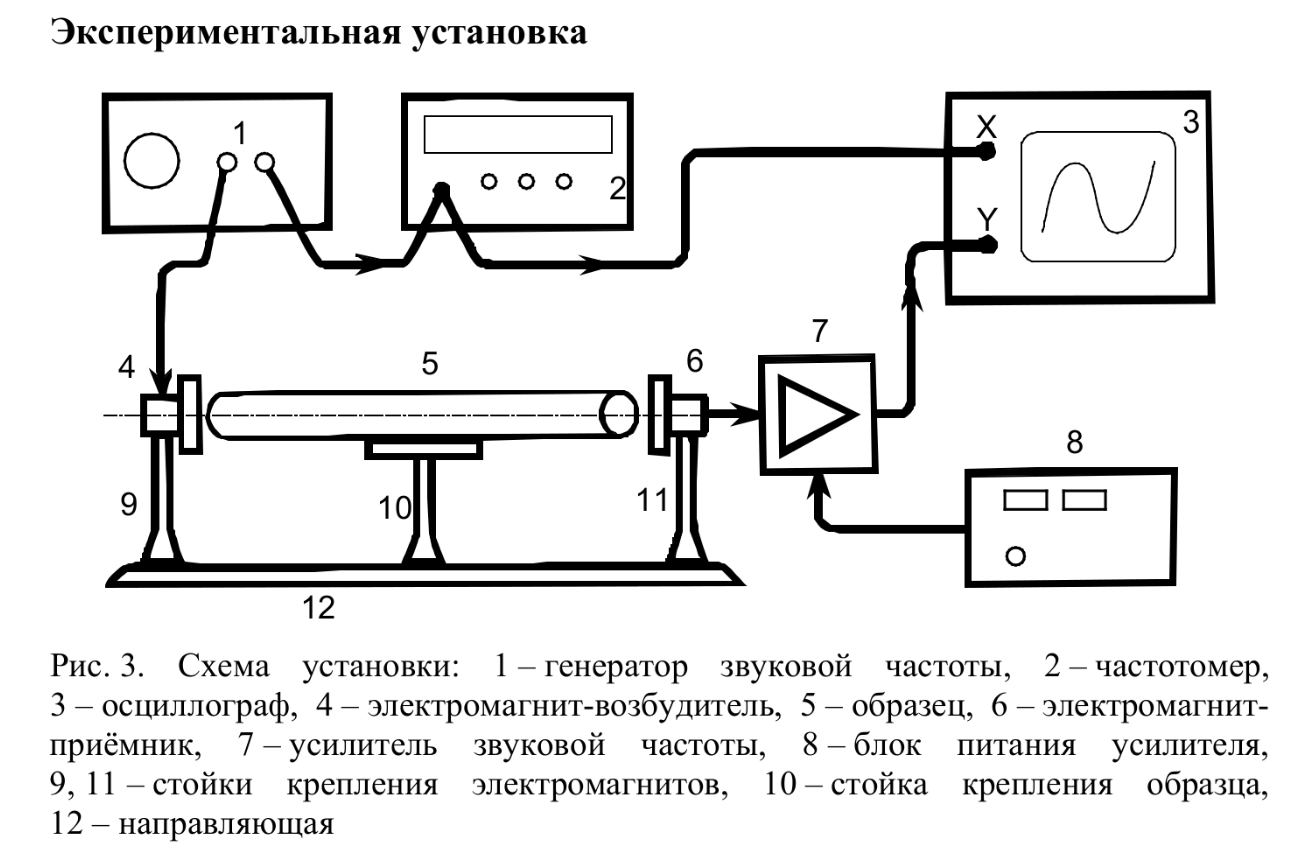 Экспериментальная установка
1
2
X
3
Y
4
5
6
7
8
9
10
11
12
Рис. 3. Схема установки: 1 – генератор звуковой частоты, 2 – частотомер,
3 – осциллограф, 4 – электромагнит-возбудитель, 5 – образец, 6 – электромагнит-
приёмник, 7 – усилитель звуковой частоты, 8 – блок питания усилителя,
9, 11 – стойки крепления электромагнитов, 10 – стойка крепления образца,
12 – направляющая